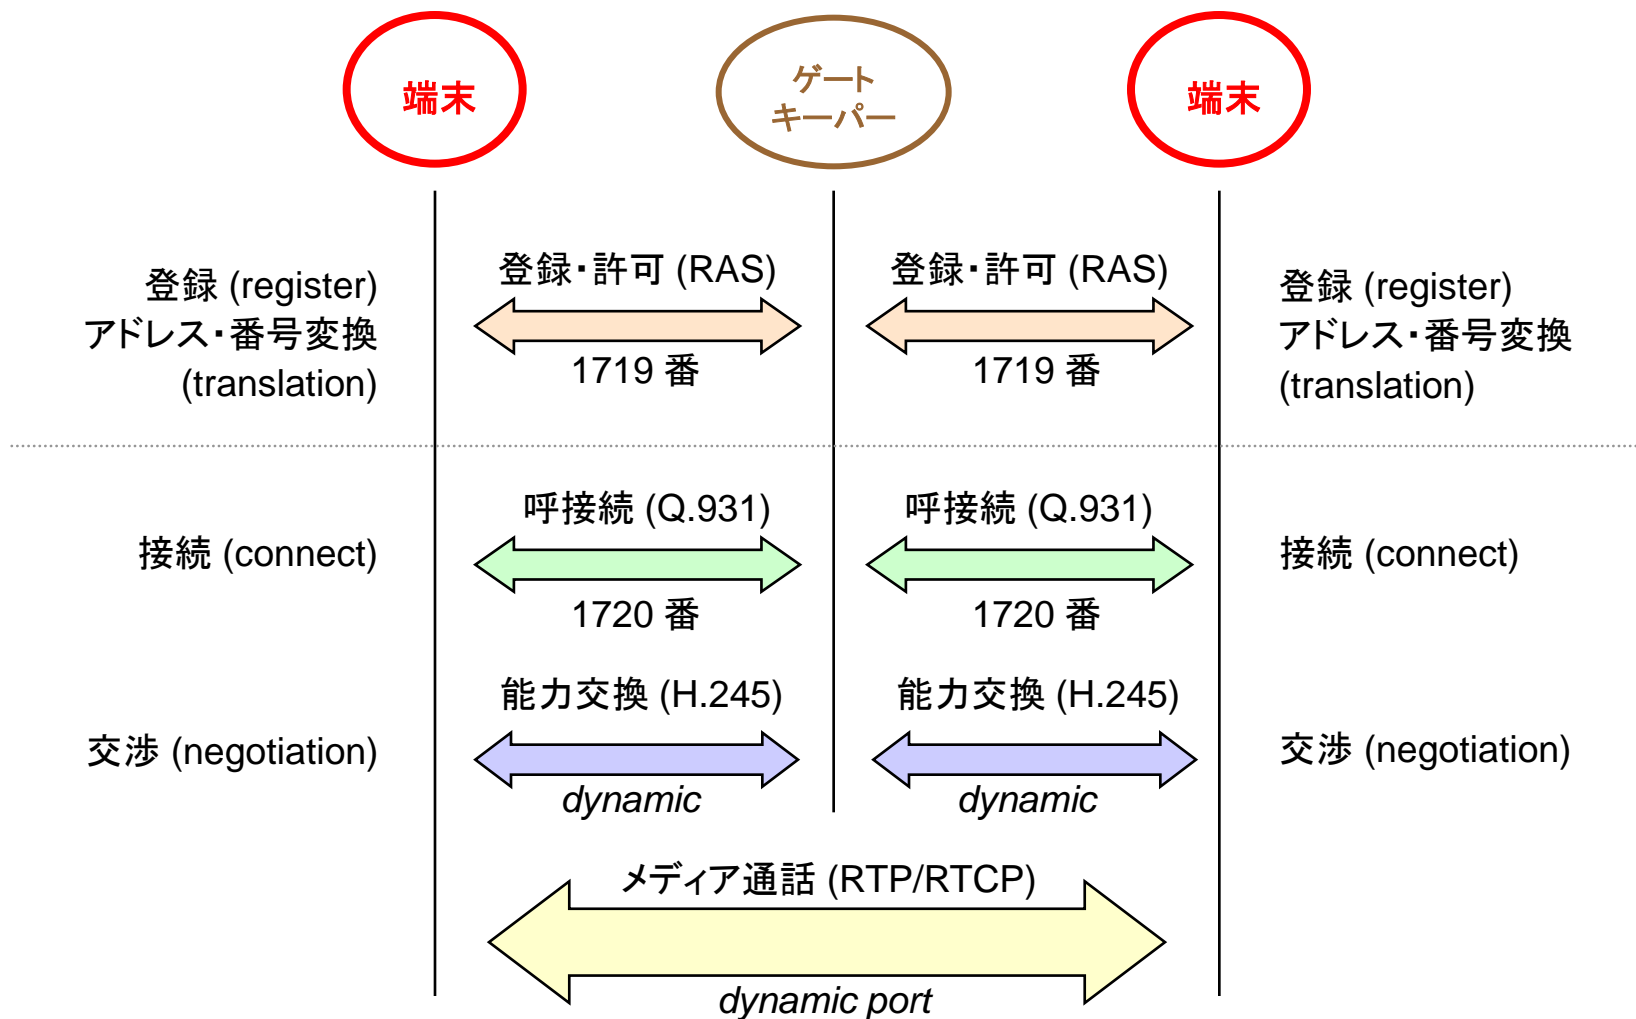 端末
ゲート
キーパー
端末
登録・許可 (RAS)
登録・許可 (RAS)
登録 (register)
アドレス・番号変換
(translation)
1719 番
1719 番
登録 (register)
アドレス・番号変換
(translation)
呼接続 (Q.931)
呼接続 (Q.931)
接続 (connect)
接続 (connect)
1720 番
1720 番
能力交換 (H.245)
能力交換 (H.245)
交渉 (negotiation)
交渉 (negotiation)
dynamic
dynamic
メディア通話 (RTP/RTCP)
dynamic port